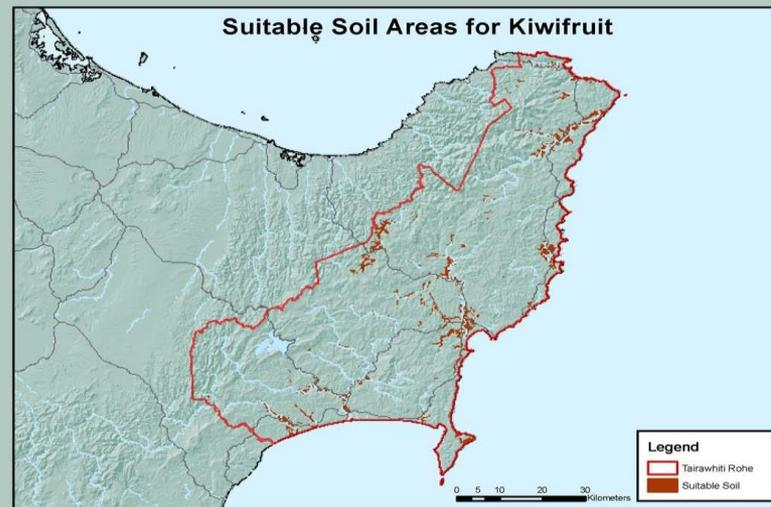 Suitable Soil Areas for Kiwifruit
Legend
Tairawhiti Rohe
Suitable Soil
0 5 10 20 30
Kilometers